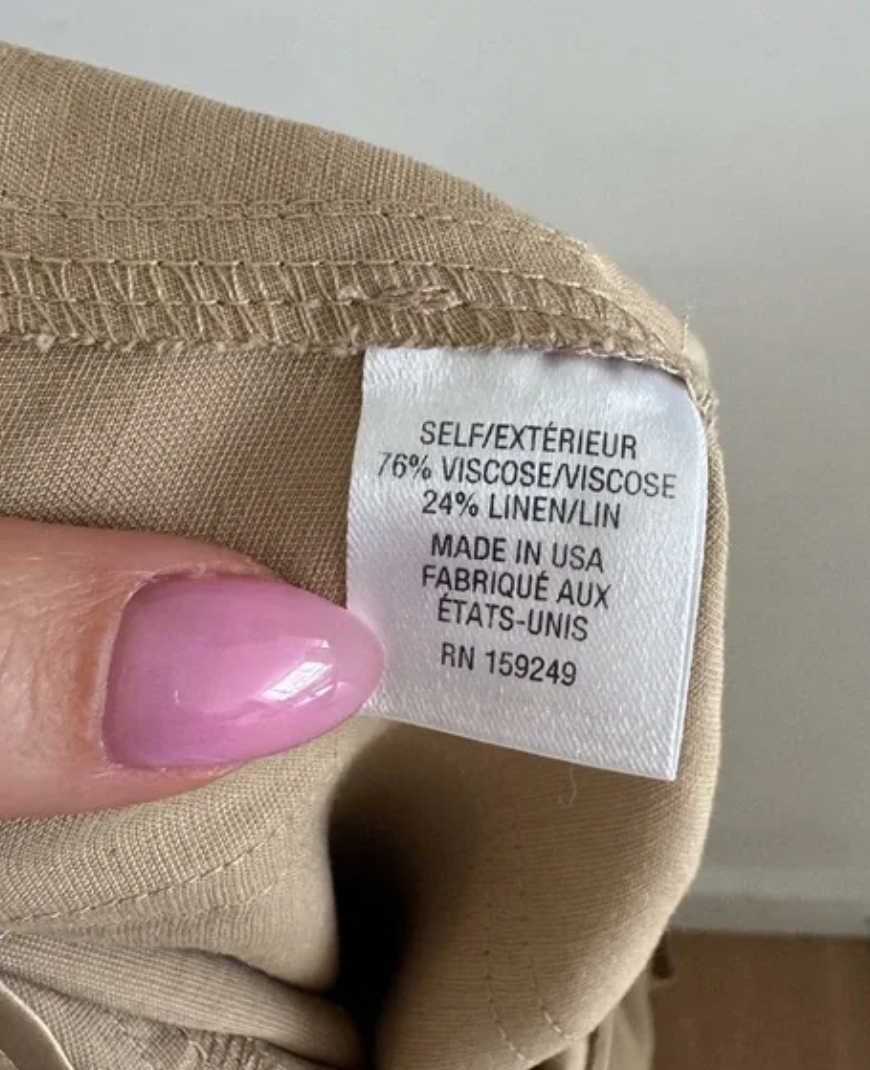 SELF/EXTÉRIEUR
76% VISCOSE/VISCOSE
24% LINEN/LIN
MADE IN USA
FABRIQUÉ AUX
ÉTATS-UNIS
RN 159249